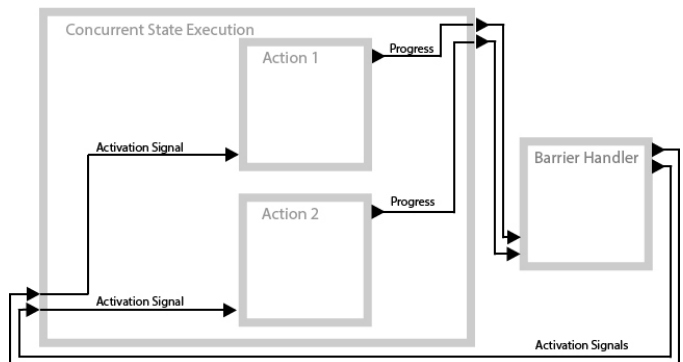 Concurrent State Execution
Action 1
Progress
Activation Signal
Barrier Handler
Action 2
Progress
Activation Signal
Activation Signals